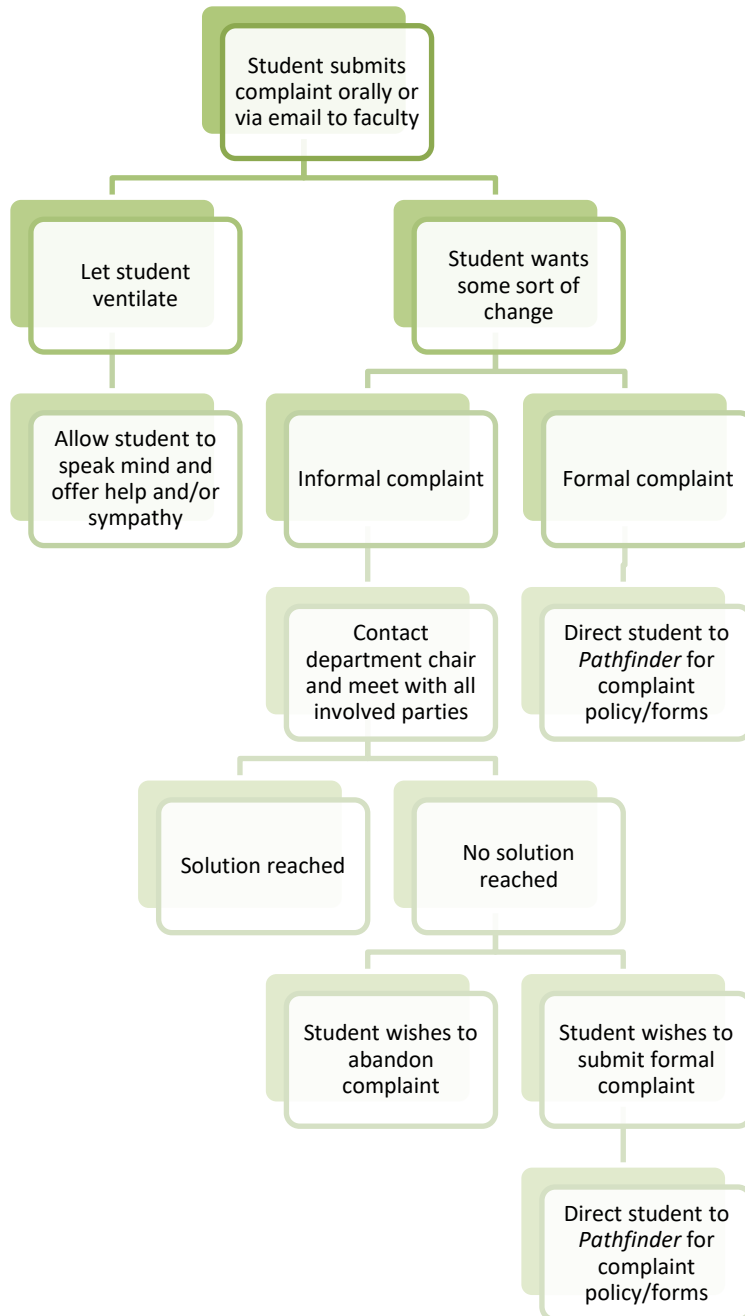 Student submits
complaint orally or
via email to faculty
Let student
ventilate
Student wants
some sort of
change
Allow student to
speak mind and
offer help and/or
sympathy
Informal complaint
Formal complaint
Contact
department chair
and meet with all
involved parties
Direct student to
Pathfinder for
complaint
policy/forms
Solution reached
No solution
reached
Student wishes to
abandon
complaint
Student wishes to
submit formal
complaint
Direct student to
Pathfinder for
complaint
policy/forms